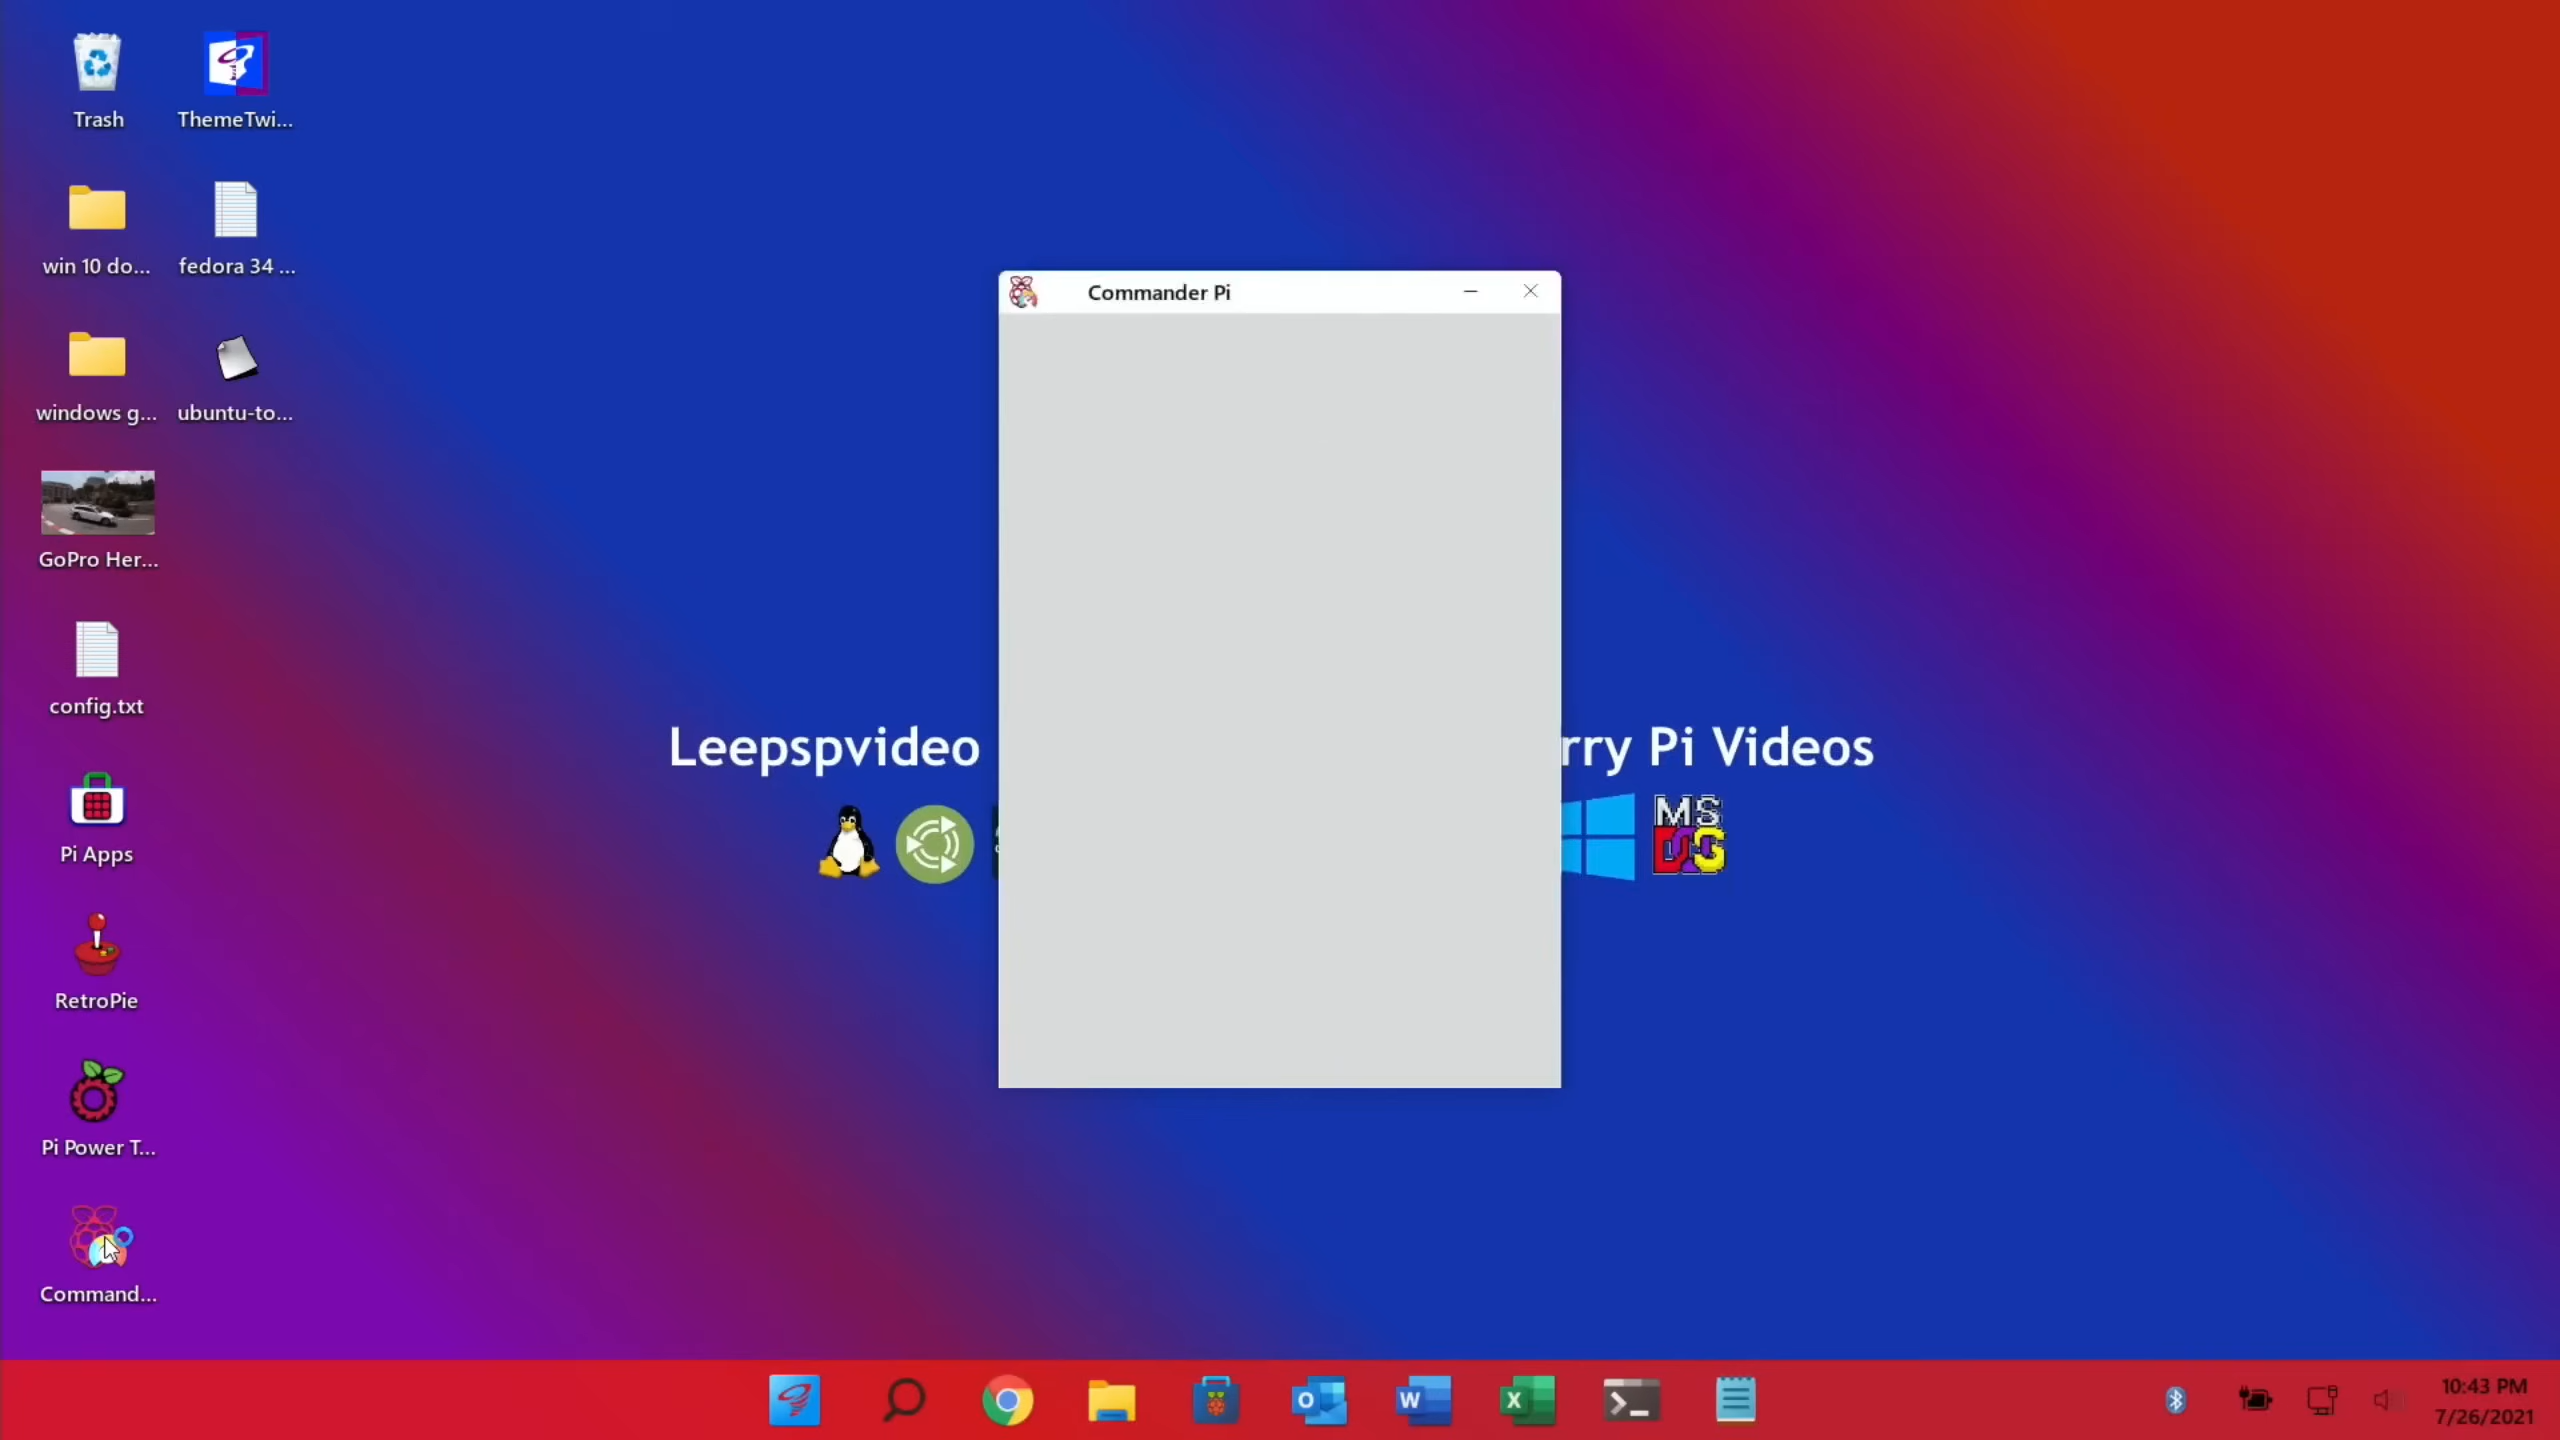 Trash
ThemeTwi...
win 10 do...
fedora 34 ...
windows g...
ubuntu-to...
GoPro Her...
config.txt
Pi Apps
RetroPie
Pi Power T...
Command...
Commander Pi
Leepspvideo
rry Pi Videos
MS
DOS
O
W
X
10:43 PM
7/26/2021